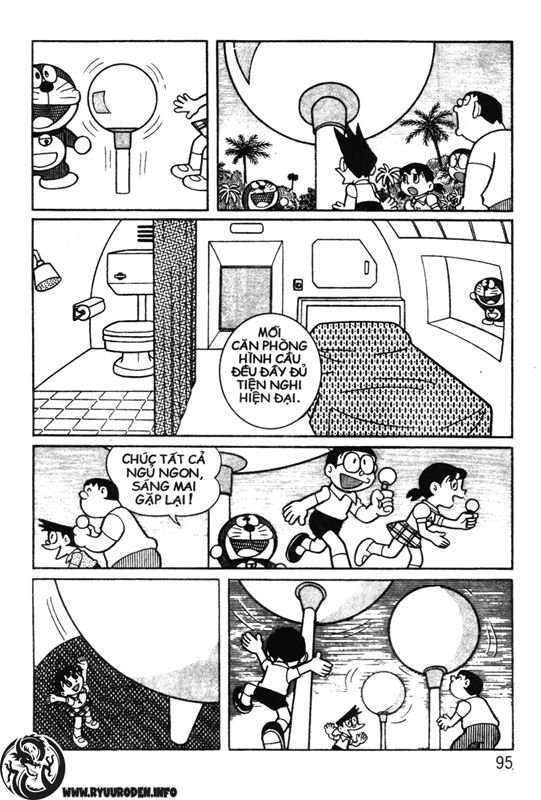 MỖI
CĂN PHÒNG
HÌNH CẦU
ĐỀU ĐẦY ĐỦ
TIỆN NGHI
HIỆN ĐẠI.
CHÚC TẤT CẢ
NGỦ NGON,
SÁNG MAI
GẶP LẠI!
95
WWW.RYUURODEN.INFO